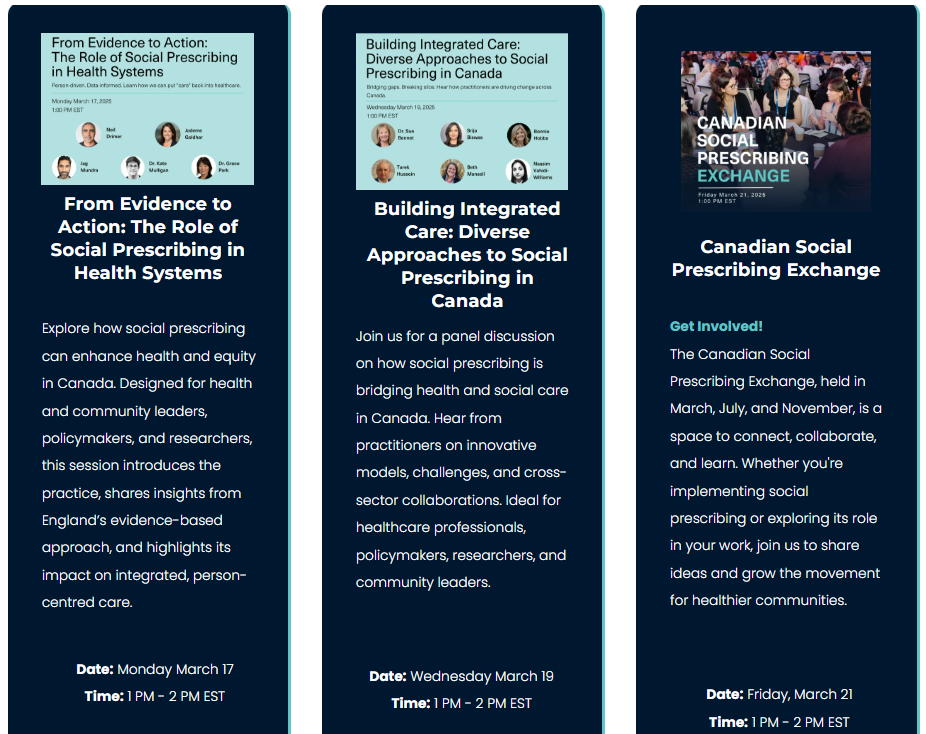 From Evidence to Action:
The Role of Social Prescribing
in Health Systems
Person-driven. Data informed. Learn how we can put "care" back into healthcare.
Monday March 17, 2025
1:00 PM EST
Ned
Drimer
Joderne
Goldhar
Jag
Mundra
Dr. Kate
Mulligan
Dr. Grace
Park
From Evidence to
Action: The Role of
Social Prescribing in
Health Systems
Explore how social prescribing
can enhance health and equity
in Canada. Designed for health
and community leaders,
policymakers, and researchers,
this session introduces the
practice, shares insights from
England’s evidence-based
approach, and highlights its
impact on integrated, person-
centred care.
Date: Monday March 17
Time: 1 PM - 2 PM EST
Building Integrated Care:
Diverse Approaches to Social
Prescribing in Canada
Bridging gaps. Breaking silos. Hear how practitioners are driving change across
Canada.
Wednesday March 19, 2025
1:00 PM EST
Dr. Sue
Bennet
Srija
Biswas
Bonnie
Hobbs
Tarek
Hussein
Beth
Mansell
Naasim
Vahidi-
Williams
Building Integrated
Care: Diverse
Approaches to Social
Prescribing in
Canada
Join us for a panel discussion
on how social prescribing is
bridging health and social care
in Canada. Hear from
practitioners on innovative
models, challenges, and cross-
sector collaborations. Ideal for
healthcare professionals,
policymakers, researchers, and
community leaders.
Date: Wednesday March 19
Time: 1 PM - 2 PM EST
CANADIAN
SOCIAL
PRESCRIBING
EXCHANGE
Friday March 21, 2025
1:00 PM EST
Canadian Social
Prescribing Exchange
Get Involved!
The Canadian Social
Prescribing Exchange, held in
March, July, and November, is a
space to connect, collaborate,
and learn. Whether you're
implementing social
prescribing or exploring its role
in your work, join us to share
ideas and grow the movement
for healthier communities.
Date: Friday, March 21
Time: 1 PM - 2 PM EST